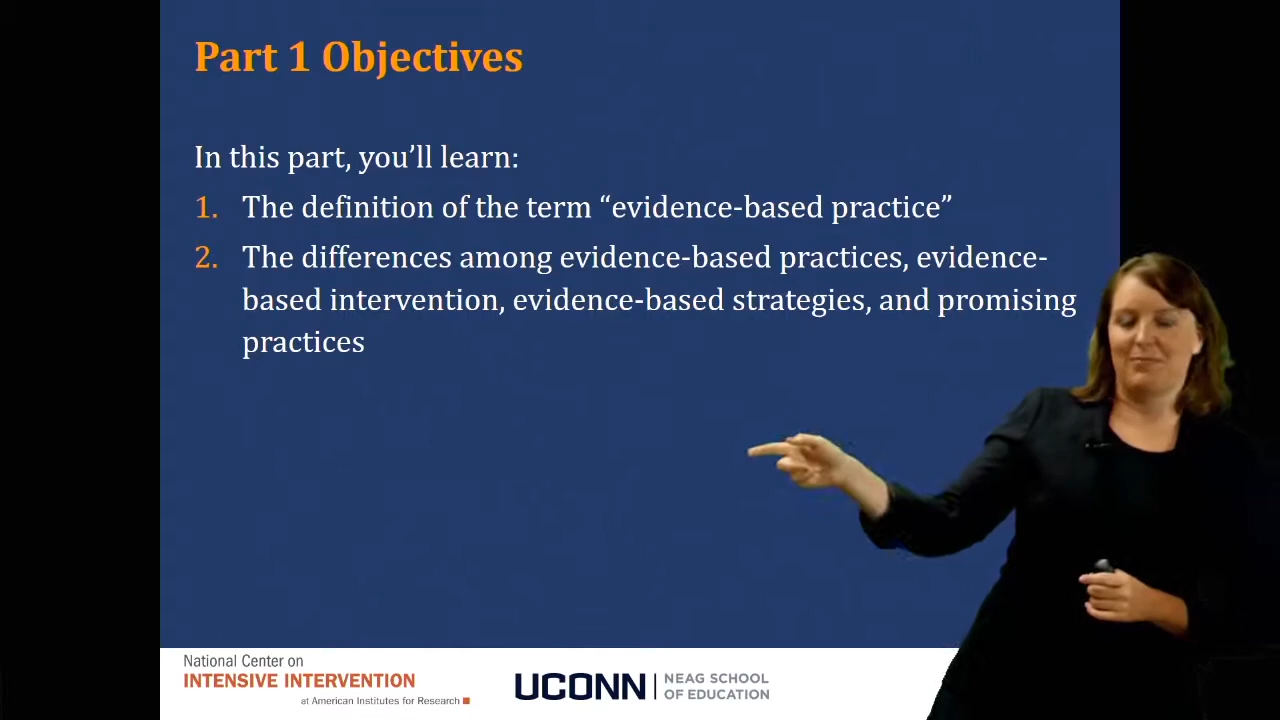 Part 1 Objectives
In this part, you’ll learn:
1. The definition of the term “evidence-based practice”
2. The differences among evidence-based practices, evidence-
based intervention, evidence-based strategies, and promising
practices
National Center on
INTENSIVE INTERVENTION
at American Institutes for Research
UCONN
NEAG SCHOOL
OF EDUCATION